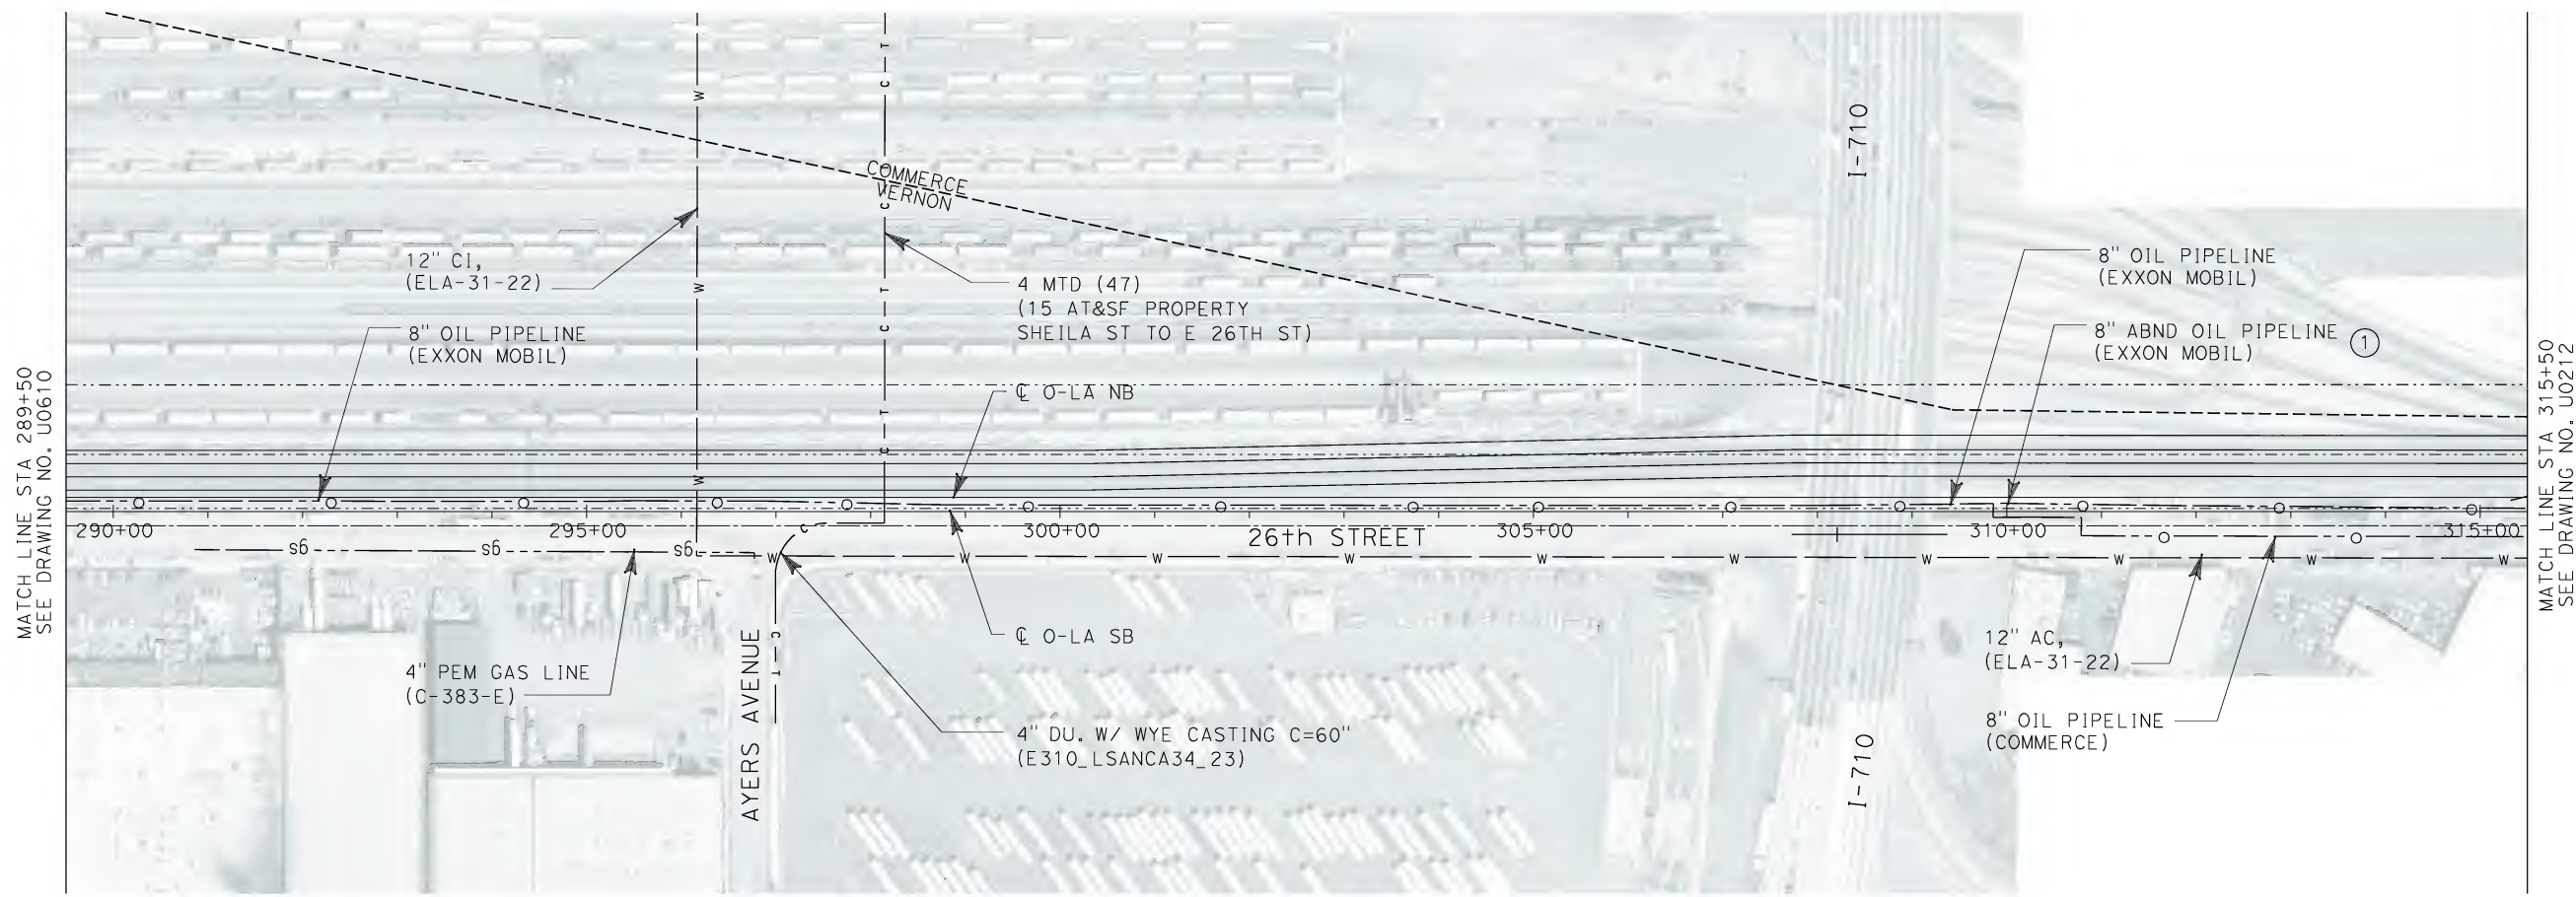 MATCH LINE STA 289+50
SEE DRAWING NO. U0610
COMMERCE
VERNON
I-710
12" CI,
(ELA-31-22)
4 MTD (47)
(15 AT&SF PROPERTY
SHEILA ST TO E 26TH ST)
8" OIL PIPELINE
(EXXON MOBIL)
8" OIL PIPELINE
(EXXON MOBIL)
8" ABND OIL PIPELINE
(EXXON MOBIL)
1
℄ O-LA NB
290+00
295+00
300+00
26th STREET
305+00
310+00
315+00
W
W
W
T
C
C
T
C
T
C
C
sg
sg
sg
W
W
W
W
W
W
W
W
W
W
℄ O-LA SB
4" PEM GAS LINE
(C-383-E)
AYERS AVENUE
C
T
4" DU. W/ WYE CASTING C=60"
(E310_LSANCA34_23)
I-710
12" AC,
(ELA-31-22)
8" OIL PIPELINE
(COMMERCE)
MATCH LINE STA 315+50
SEE DRAWING NO. U0212